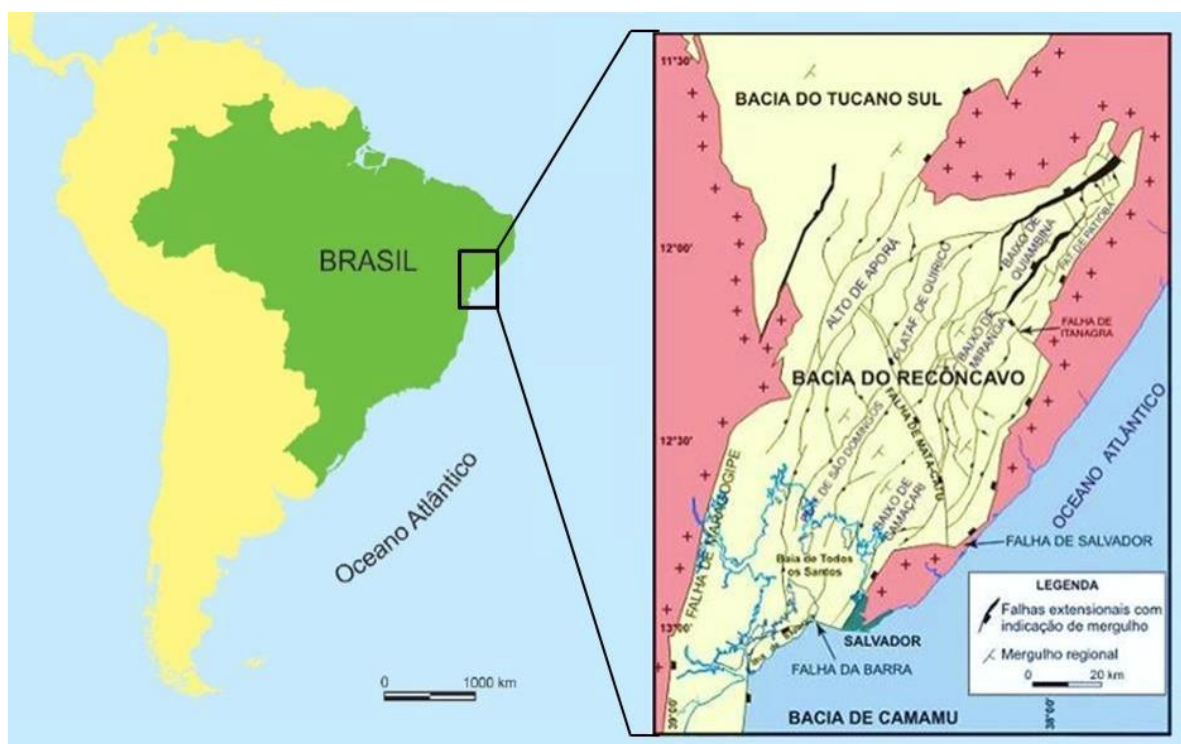 BRASIL
Oceano Atlântico
0 1000 km
11°30'
BACIA DO TUCANO SUL
12°00'
ALTO DE APORÁ
PLATAF. DE QUIRICÓ
BAIXO DE
QUIAMBINA
PAT. DE PATIOBA
BAIXO DE
MIRANGA
FALHA DE
ITANAGRA
BACIA DO RECÔNCAVO
12°30'
FALHA DE MATA-CATU
DE SÃO DOMINGOS
BAIXO DE
CAMAÇARI
OCEANO ATLÂNTICO
FALHA DE MARAGOGIPE
FALHA DE SALVADOR
Baia de Todos
os Santos
13°00'
SALVADOR
FALHA DA BARRA
BACIA DE CAMAMU
39°00'
38°00'
LEGENDA
Falhas extensionais com
indicação de mergulho
Mergulho regional
0 20 km